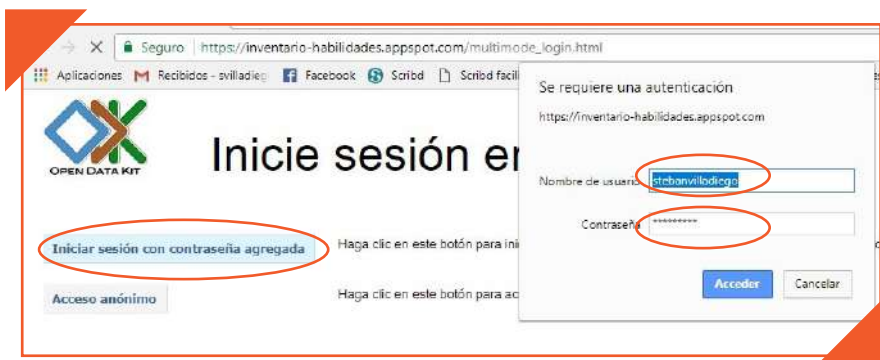 Seguro https://inventario-habilidades.appspot.com/multimode_login.html
Aplicaciones Recibidos - svilladieg Facebook Scribd Scribd facili
OPEN DATA KIT
Inicie sesión en
Iniciar sesión con contraseña agregada
Haga clic en este botón para ini
Acceso anónimo
Haga clic en este botón para ac
Se requiere una autenticación
https://inventario-habilidades.appspot.com
Nombre de usuario stebanvilladiego
Contraseña *********
Acceder Cancelar